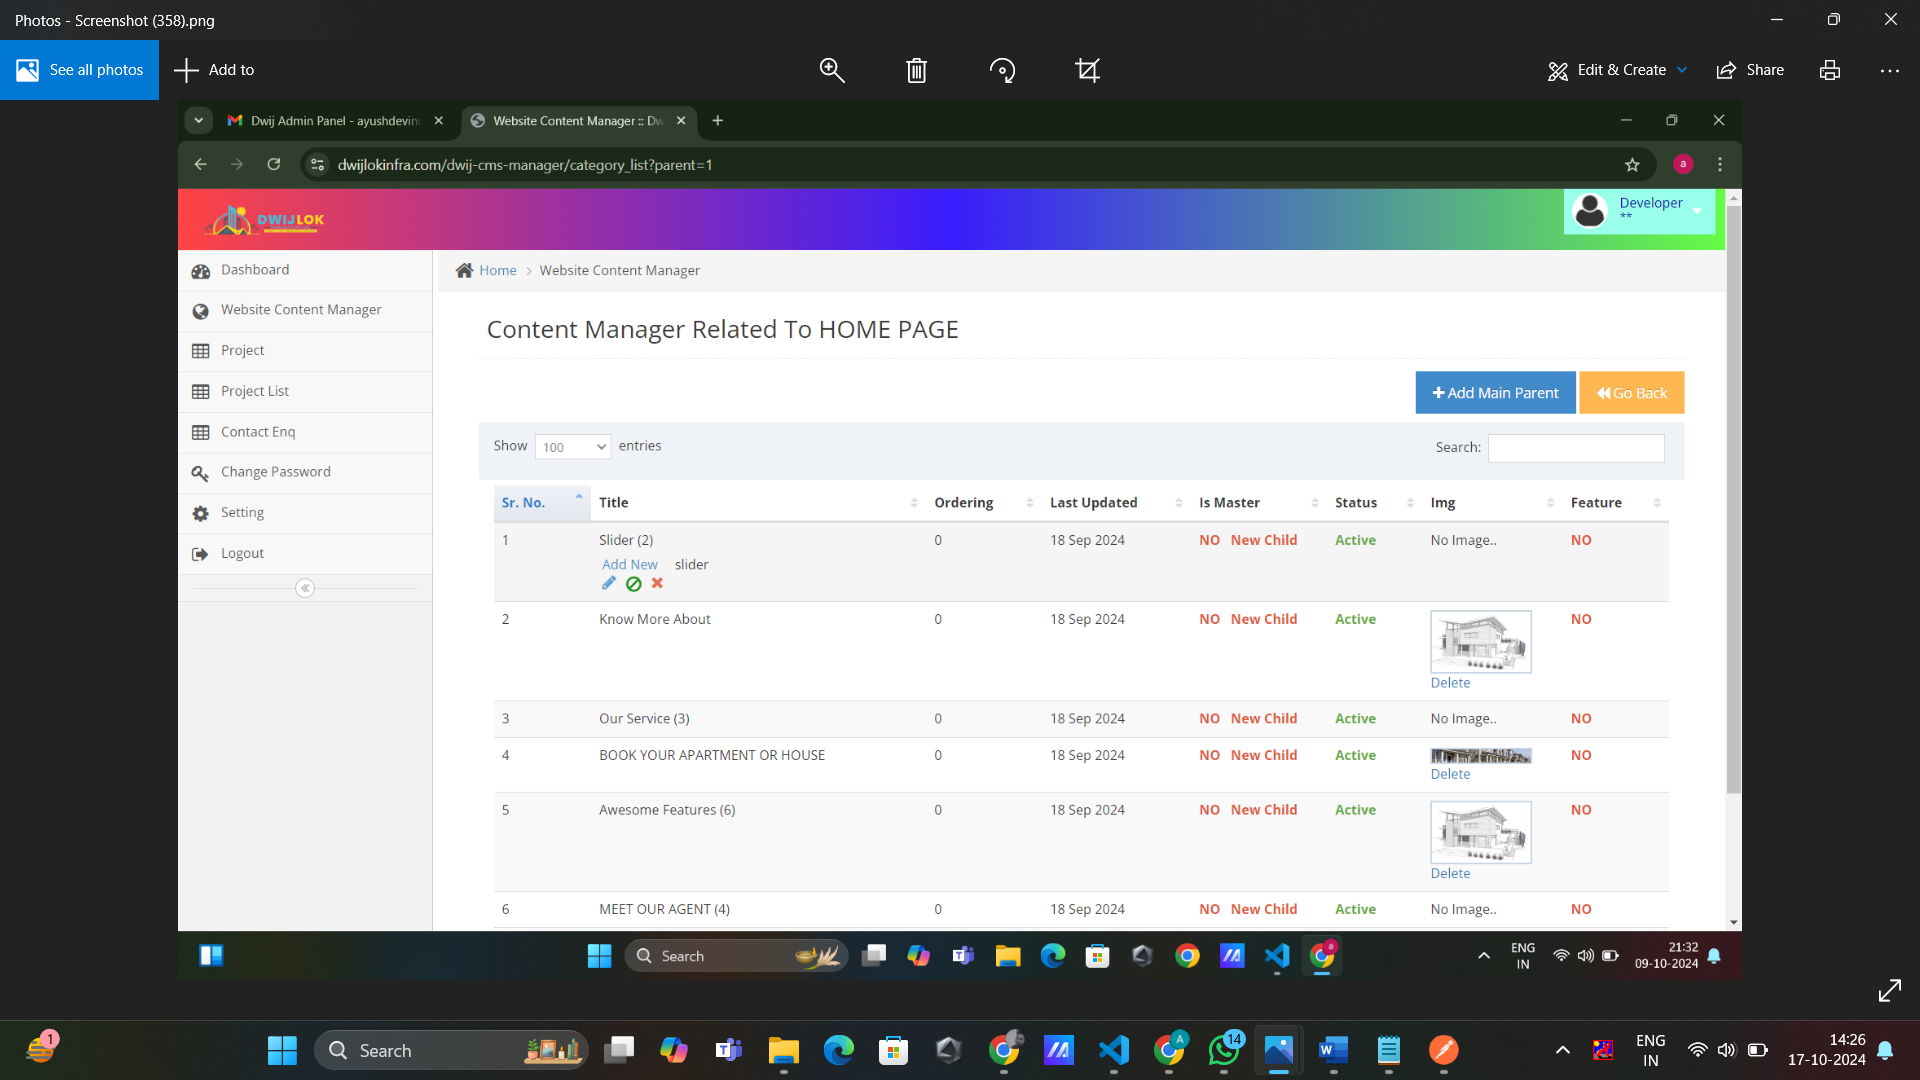 Photos - Screenshot (358).png
See all photos
Add to
Edit & Create
Share
Dwij Admin Panel - ayushdevin
Website Content Manager :: Dw
dwijlokinfra.com/dwij-cms-manager/category_list?parent=1
a
DWIJLOK
Developer
**
Dashboard
Website Content Manager
Project
Project List
Contact Enq
Change Password
Setting
Logout
Home > Website Content Manager
Content Manager Related To HOME PAGE
Add Main Parent
Go Back
Show 100 entries
Search:
Sr. No. Title Ordering Last Updated Is Master Status Img Feature
1 Slider (2) 0 18 Sep 2024 NO New Child Active No Image.. NO
Add New slider
2 Know More About 0 18 Sep 2024 NO New Child Active NO
Delete
3 Our Service (3) 0 18 Sep 2024 NO New Child Active No Image.. NO
4 BOOK YOUR APARTMENT OR HOUSE 0 18 Sep 2024 NO New Child Active NO
Delete
5 Awesome Features (6) 0 18 Sep 2024 NO New Child Active NO
Delete
6 MEET OUR AGENT (4) 0 18 Sep 2024 NO New Child Active No Image.. NO
Search
ENG
IN
21:32
09-10-2024
1
Search
A
14
ENG
IN
14:26
17-10-2024